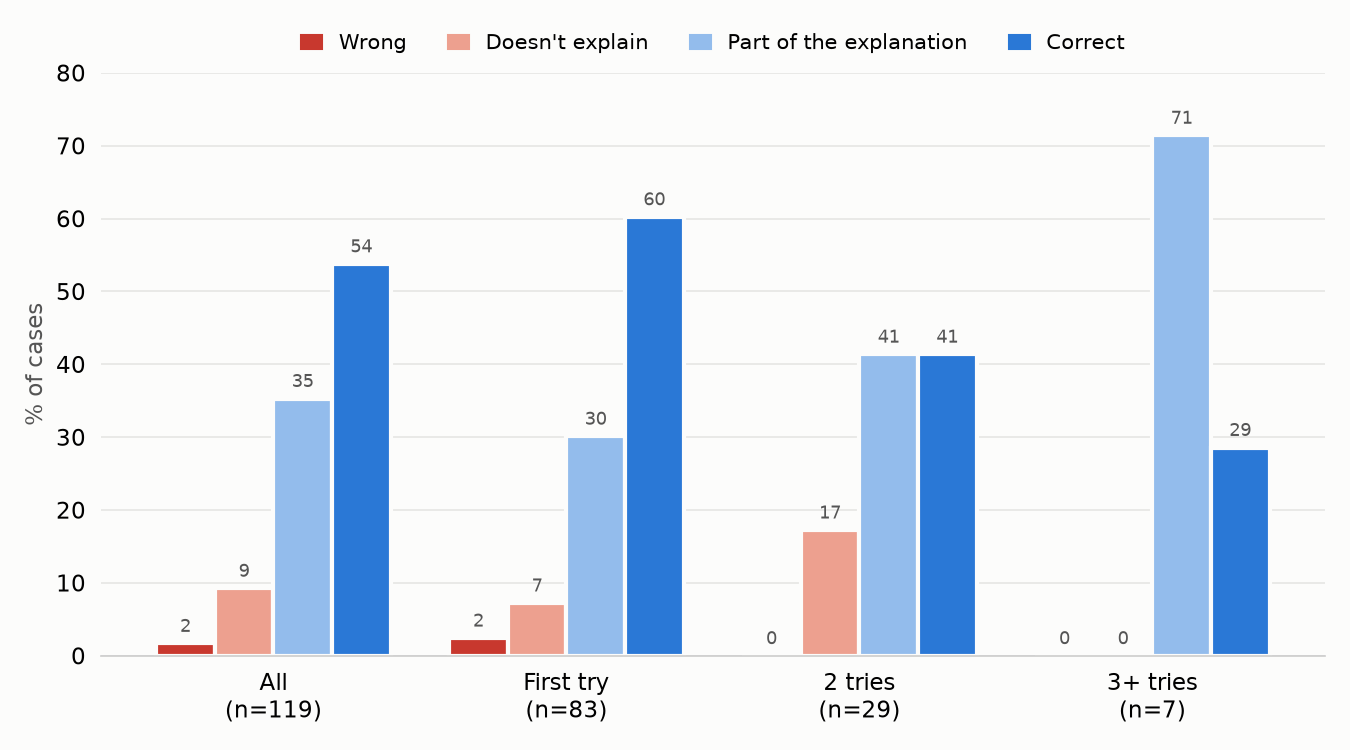 Wrong Doesn't explain Part of the explanation Correct
80
70
60
50
40
30
20
10
0
% of cases
2 9 35 54
2 7 30 60
0 17 41 41
0 0 71 29
All
(n=119)
First try
(n=83)
2 tries
(n=29)
3+ tries
(n=7)